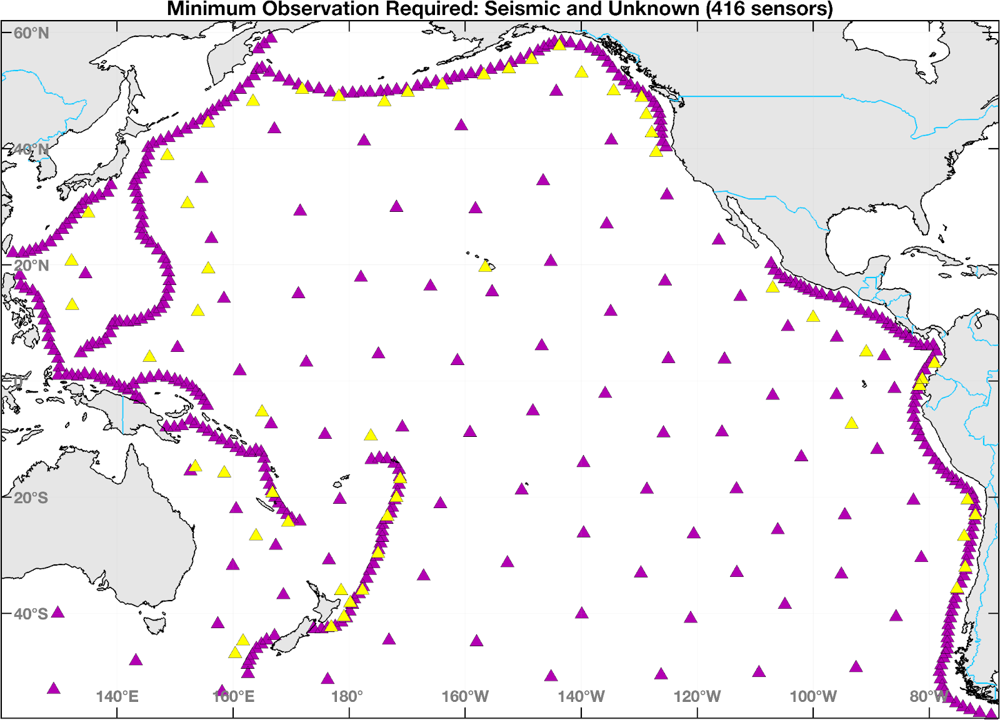 Minimum Observation Required: Seismic and Unknown (416 sensors)
60°N
40°N
20°N
0°
20°S
40°S
140°E 160°E 180° 160°W 140°W 120°W 100°W 80°W